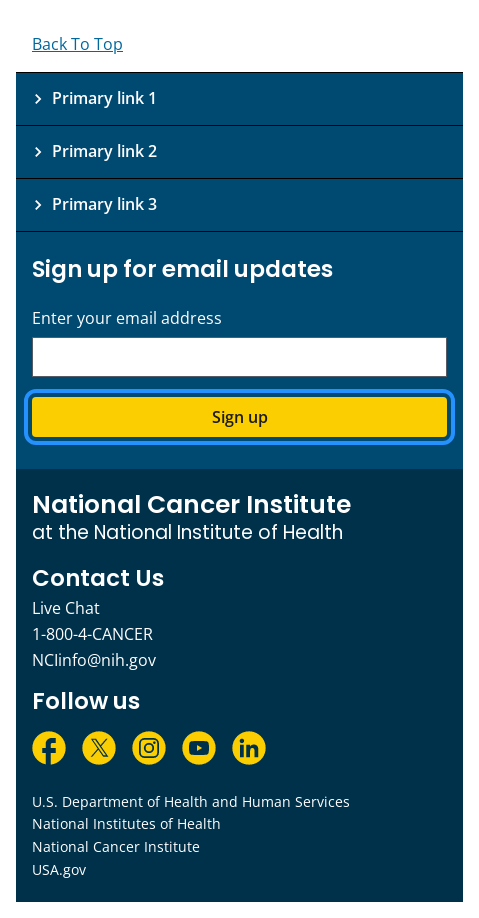 Back To Top
Primary link 1
Primary link 2
Primary link 3
Sign up for email updates
Enter your email address
Sign up
National Cancer Institute
at the National Institute of Health
Contact Us
Live Chat
1-800-4-CANCER
NCIinfo@nih.gov
Follow us
U.S. Department of Health and Human Services
National Institutes of Health
National Cancer Institute
USA.gov